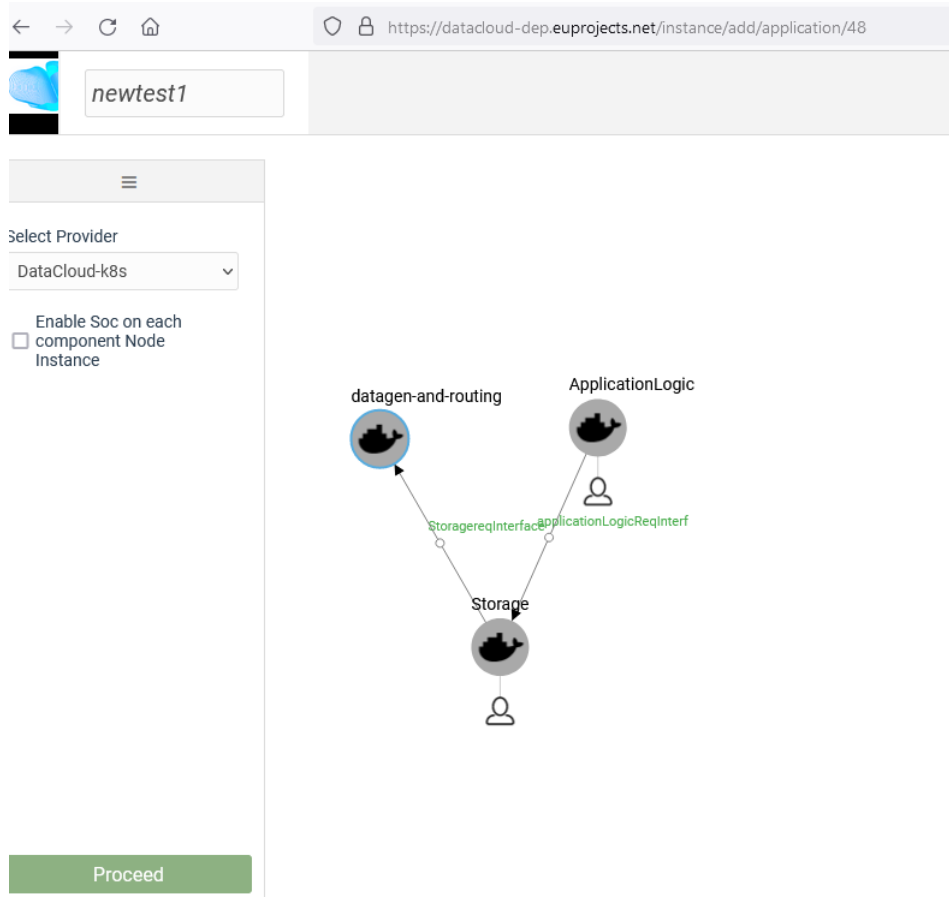 https://datacloud-dep.euprojects.net/instance/add/application/48
newtest1
Select Provider
DataCloud-k8s
Enable Soc on each
component Node
Instance
datagen-and-routing
ApplicationLogic
StoragereqInterface
applicationLogicReqInterf
Storage
Proceed